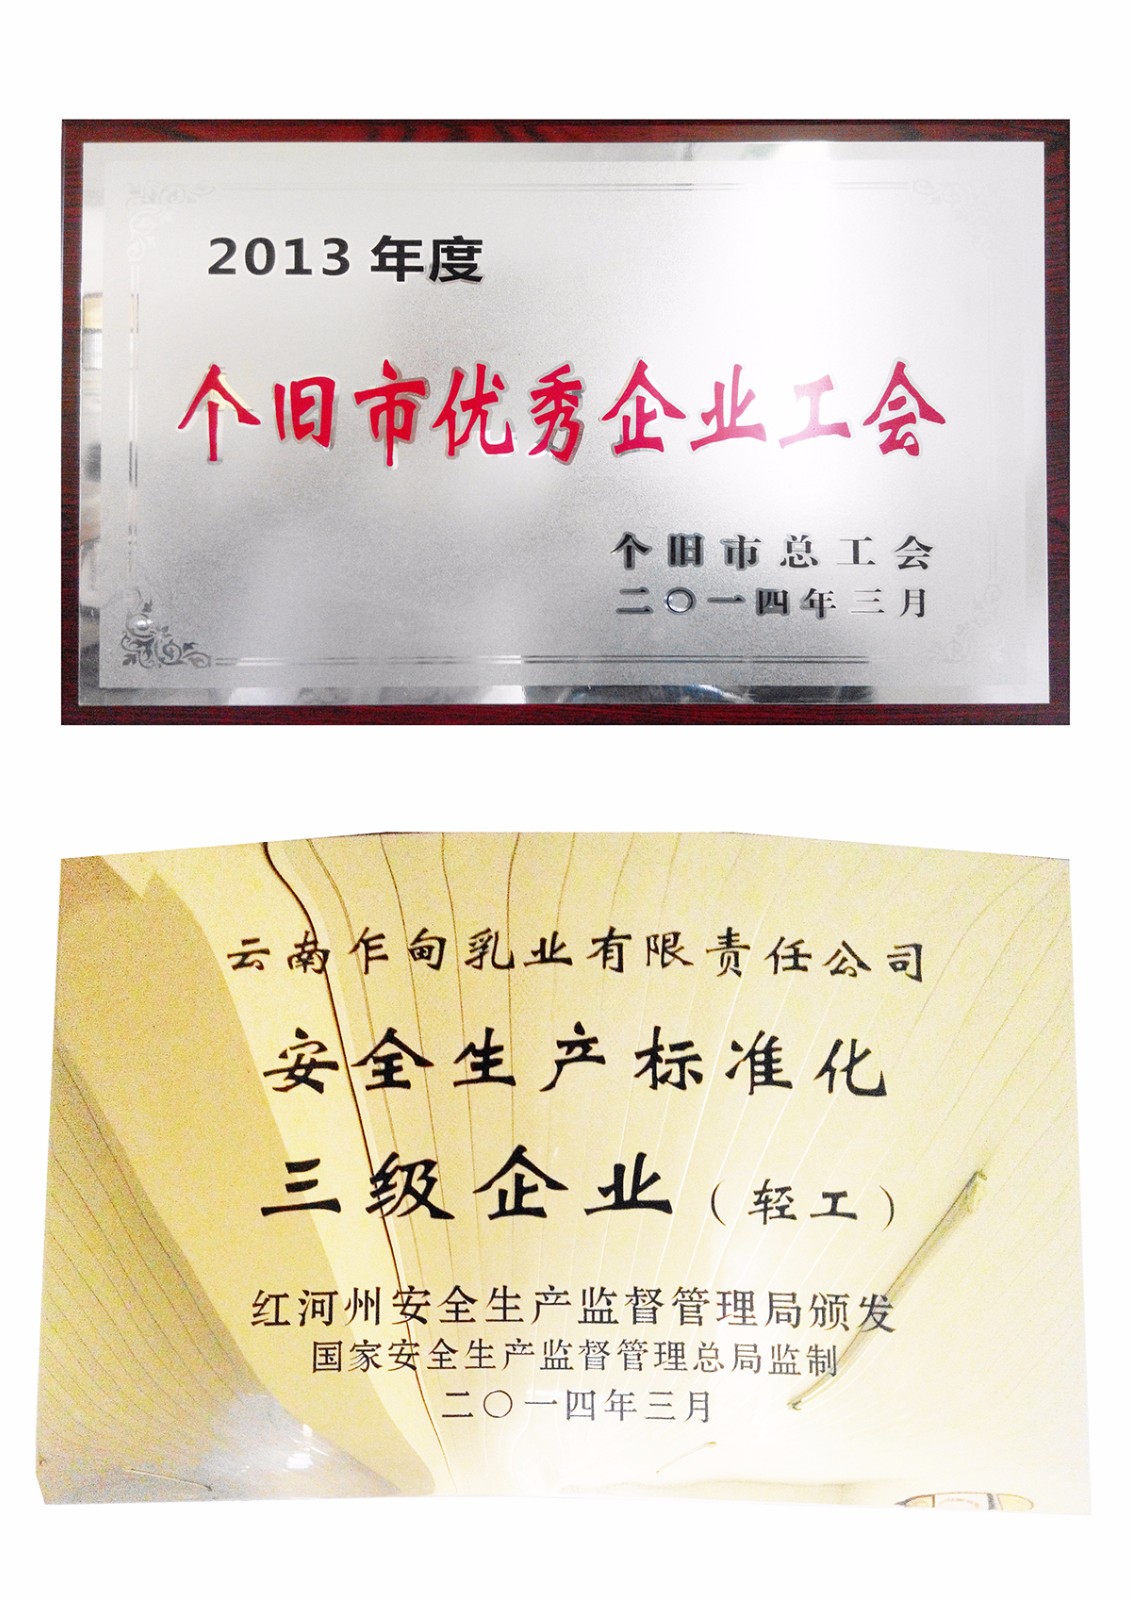 2013 年度
个旧市优秀企业工会
个旧市总工会
二〇一四年三月
云南乍甸乳业有限责任公司
安全生产标准化
三级企业（轻工）
红河州安全生产监督管理局颁发
国家安全生产监督管理总局监制
二〇一四年三月